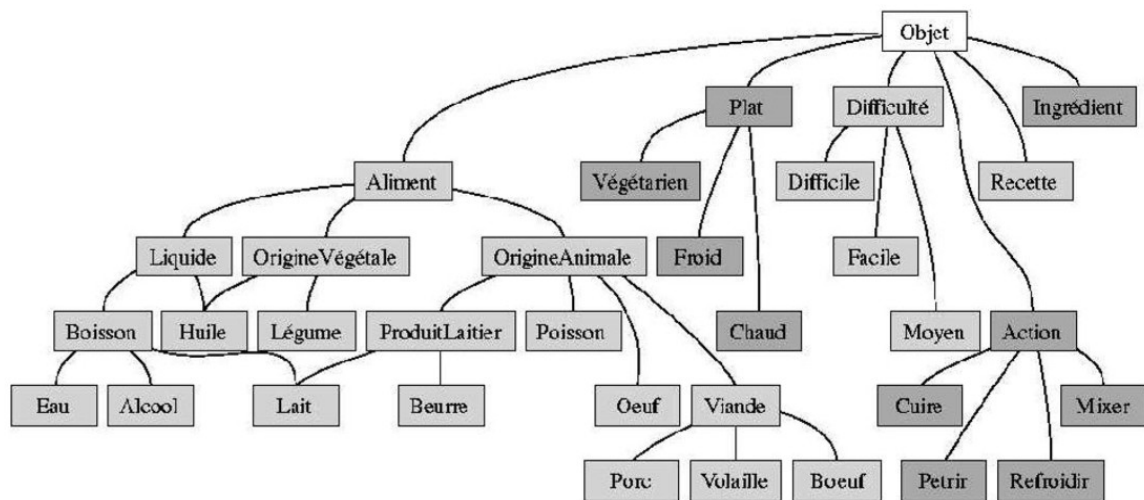 Objet
Plat
Difficulté
Ingrédient
Aliment
Végétarien
Difficile
Recette
Liquide
OrigineVégétale
OrigineAnimale
Froid
Facile
Boisson
Huile
Légume
ProduitLaitier
Poisson
Chaud
Moyen
Action
Eau
Alcool
Lait
Beurre
Oeuf
Viande
Cuire
Mixer
Porc
Volaille
Boeuf
Petrir
Refroidir